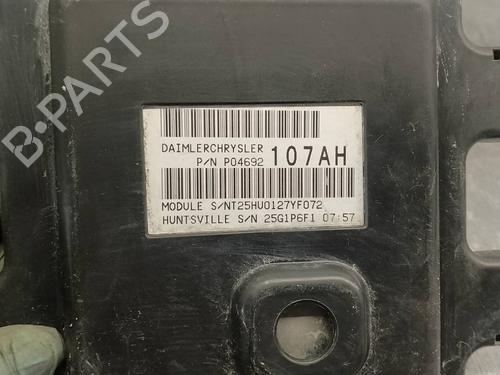 B-PARTS
DAIMLERCHRYSLER
P/N P04692 107AH
MODULE S/NT25HU0127YF072
HUNTSVILLE S/N 25G1P6F1 07:57